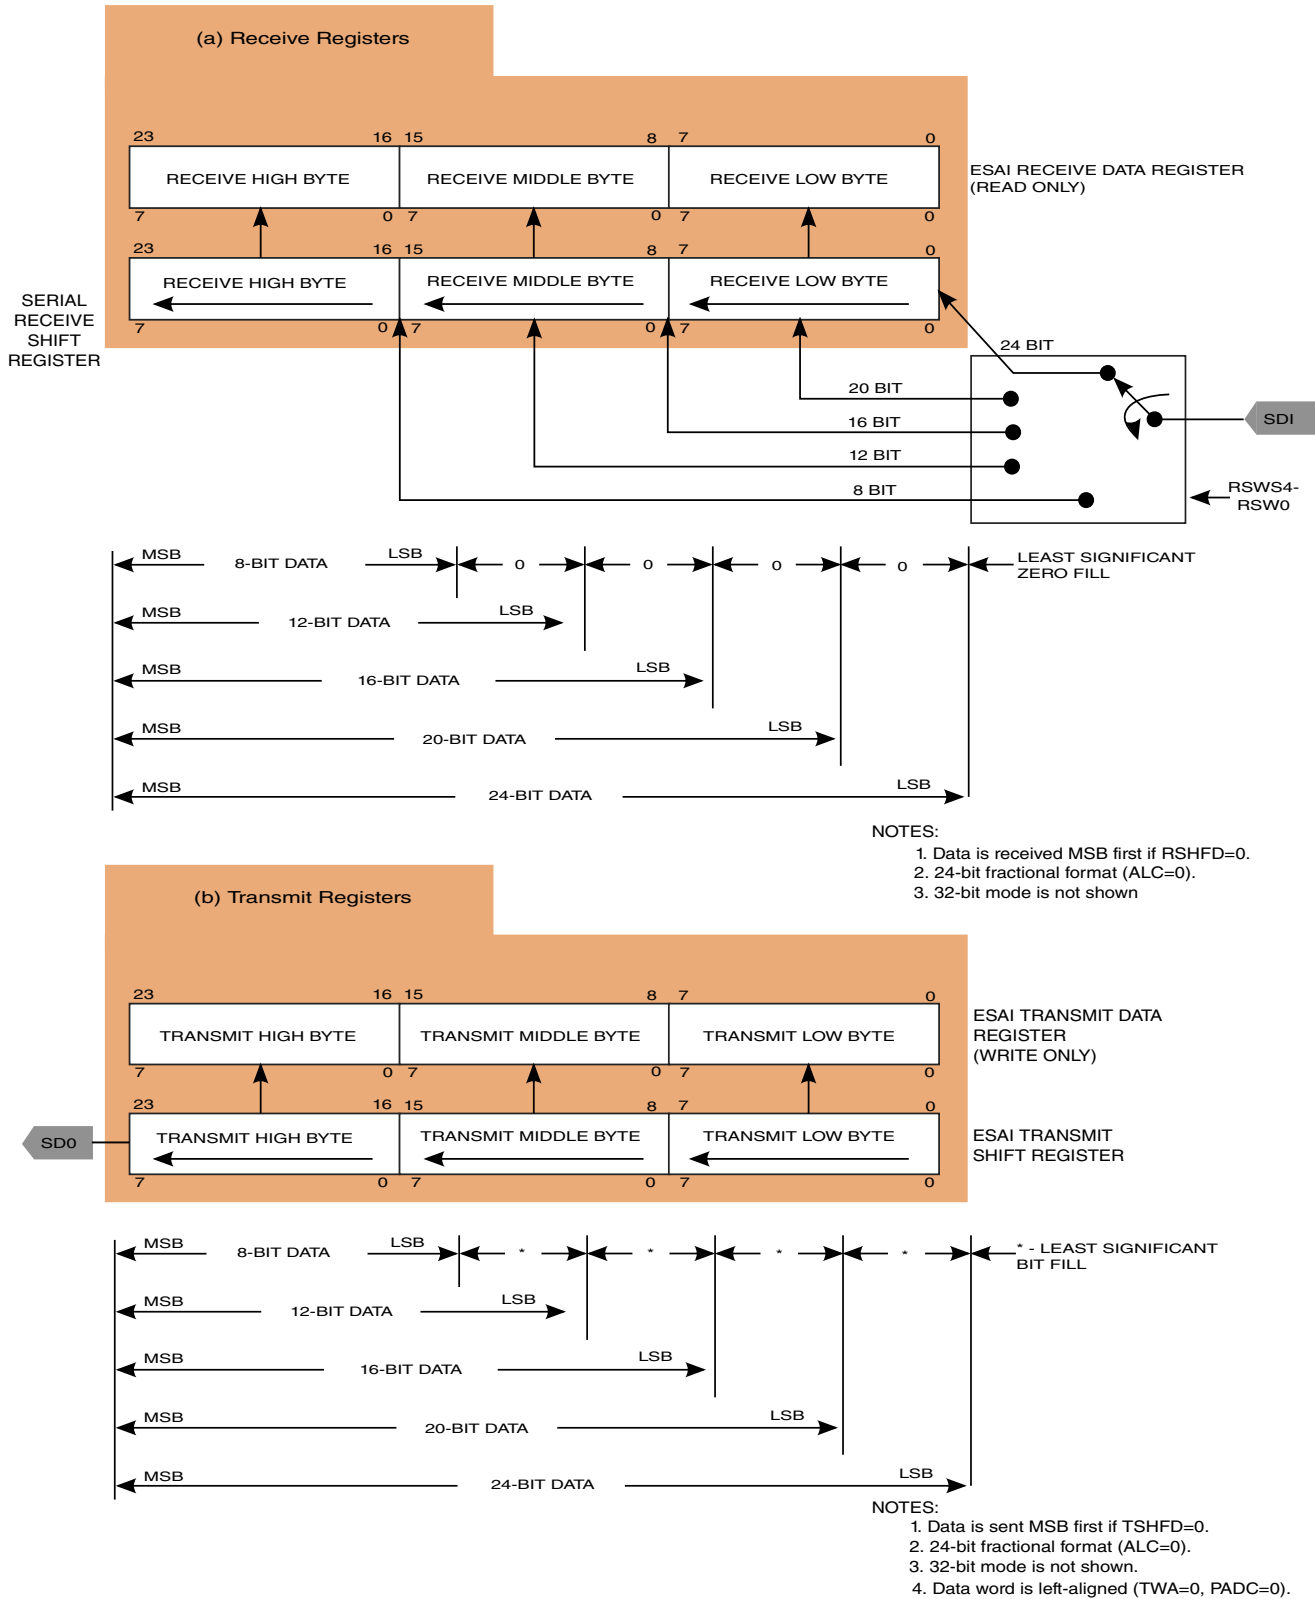 (a) Receive Registers
23 16 15 8 7 0
RECEIVE HIGH BYTE RECEIVE MIDDLE BYTE RECEIVE LOW BYTE
ESAI RECEIVE DATA REGISTER
(READ ONLY)
7 0 7 0 7 0
23 16 15 8 7 0
RECEIVE HIGH BYTE RECEIVE MIDDLE BYTE RECEIVE LOW BYTE
7 0 7 0 7 0
SERIAL
RECEIVE
SHIFT
REGISTER
24 BIT
20 BIT
16 BIT
12 BIT
8 BIT
SDI
RSWS4-
RSW0
MSB 8-BIT DATA LSB 0 0 0 0
LEAST SIGNIFICANT
ZERO FILL
MSB 12-BIT DATA LSB
MSB 16-BIT DATA LSB
MSB 20-BIT DATA LSB
MSB 24-BIT DATA LSB
NOTES:
1. Data is received MSB first if RSHFD=0.
2. 24-bit fractional format (ALC=0).
3. 32-bit mode is not shown
(b) Transmit Registers
23 16 15 8 7 0
TRANSMIT HIGH BYTE TRANSMIT MIDDLE BYTE TRANSMIT LOW BYTE
ESAI TRANSMIT DATA
REGISTER
(WRITE ONLY)
7 0 7 0 7 0
23 16 15 8 7 0
SD0
TRANSMIT HIGH BYTE TRANSMIT MIDDLE BYTE TRANSMIT LOW BYTE
ESAI TRANSMIT
SHIFT REGISTER
7 0 7 0 7 0
MSB 8-BIT DATA LSB * * * *
* - LEAST SIGNIFICANT
BIT FILL
MSB 12-BIT DATA LSB
MSB 16-BIT DATA LSB
MSB 20-BIT DATA LSB
MSB 24-BIT DATA LSB
NOTES:
1. Data is sent MSB first if TSHFD=0.
2. 24-bit fractional format (ALC=0).
3. 32-bit mode is not shown.
4. Data word is left-aligned (TWA=0, PADC=0).